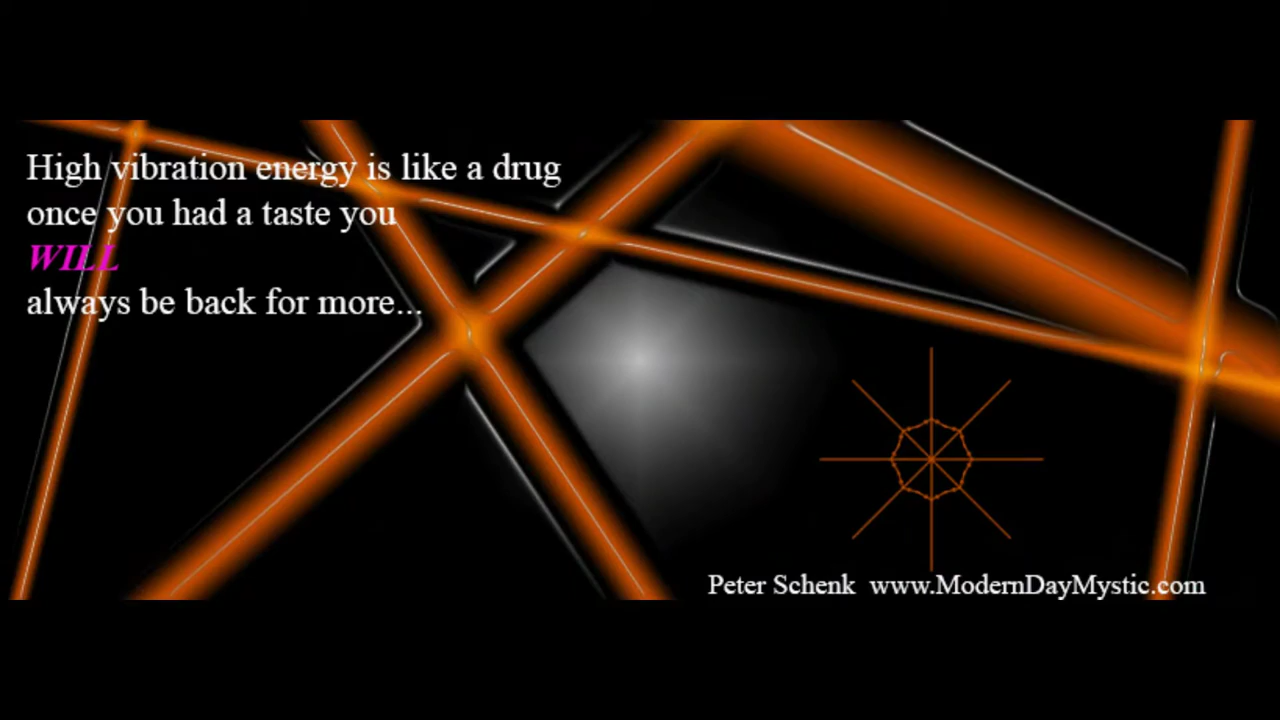 High vibration energy is like a drug
once you had a taste you
WILL
always be back for more...
Peter Schenk  www.ModernDayMystic.com